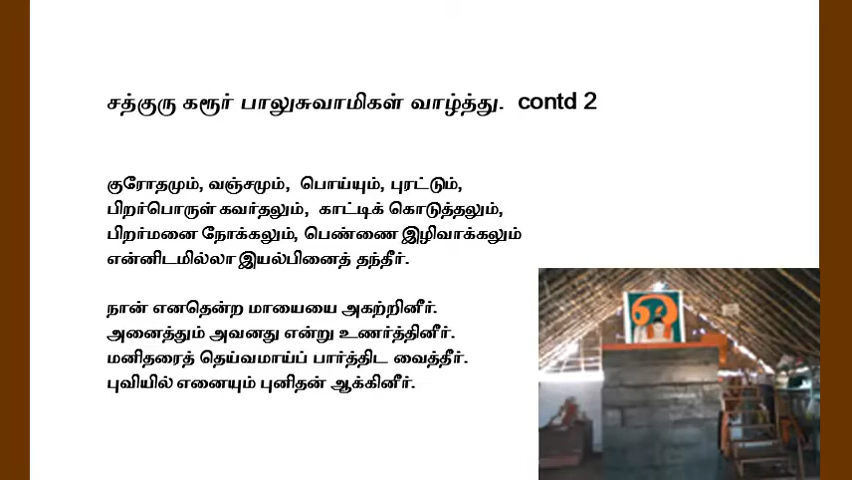 சத்குரு கரூர் பாலுசுவாமிகள் வாழ்த்து. contd 2
குரோதமும், வஞ்சமும், பொய்யும், புரட்டும்,
பிறர்பொருள் கவர்தலும், காட்டிக் கொடுத்தலும்,
பிறர்மனை நோக்கலும், பெண்ணை இழிவாக்கலும்
என்னிடமில்லா இயல்பினைத் தந்தீர்.
நான் எனதென்ற மாயையை அகற்றினீர்.
அனைத்தும் அவனது என்று உணர்த்தினீர்.
மனிதரைத் தெய்வமாய்ப் பார்த்திட வைத்தீர்.
புவியில் எனையும் புனிதன் ஆக்கினீர்.